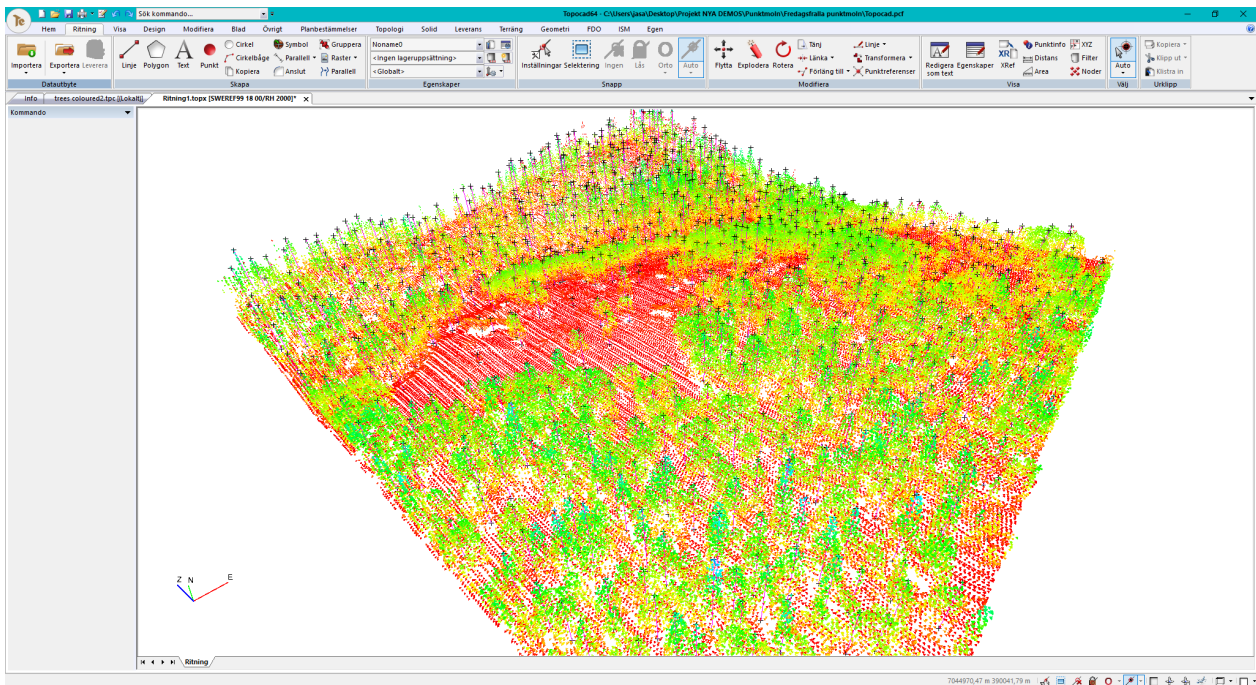 Te
Sök kommando...
Topocad64 - C:\Users\jasa\Desktop\Projekt NYA DEMOS\Punktmoln\Fredagsfralla punktmoln\Topocad.pcf
Hem Ritning Visa Design Modifiera Blad Övrigt Planbestämmelser Topologi Solid Leverans Terräng Geometri FDO ISM Egen
Importera Exportera Leverera
Datautbyte
Linje Polygon Text Punkt
Cirkel Symbol Gruppera
Cirkelbåge Parallell Raster
Kopiera Anslut Parallell
Skapa
Noname0
<Ingen lageruppsättning>
<Globalt>
Egenskaper
Inställningar Selektering Ingen Lås Orto Auto
Snapp
Flytta Explodera Rotera
Tänj Linje
Länka Transformera
Förläng till Punktreferenser
Modifiera
Redigera som text Egenskaper XRef
Punktinfo XYZ
Distans Filter
Area Noder
Visa
Auto
Välj
Kopiera
Klipp ut
Klistra in
Urklipp
Info trees coloured2.tpc [[Lokalt]] Ritning1.topx [SWEREF99 18 00/RH 2000]* x
Kommando
Z N E
Ritning
7044970,47 m 390041,79 m